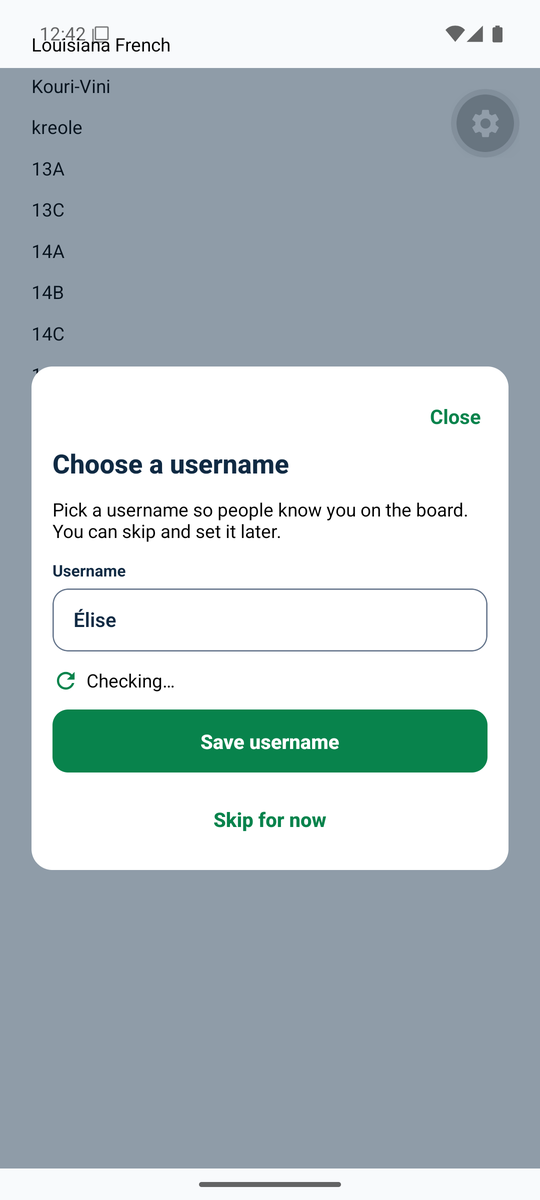 12:42
Louisiana French
Kouri-Vini
kreole
13A
13C
14A
14B
14C
Close
Choose a username
Pick a username so people know you on the board.
You can skip and set it later.
Username
Élise
Checking…
Save username
Skip for now